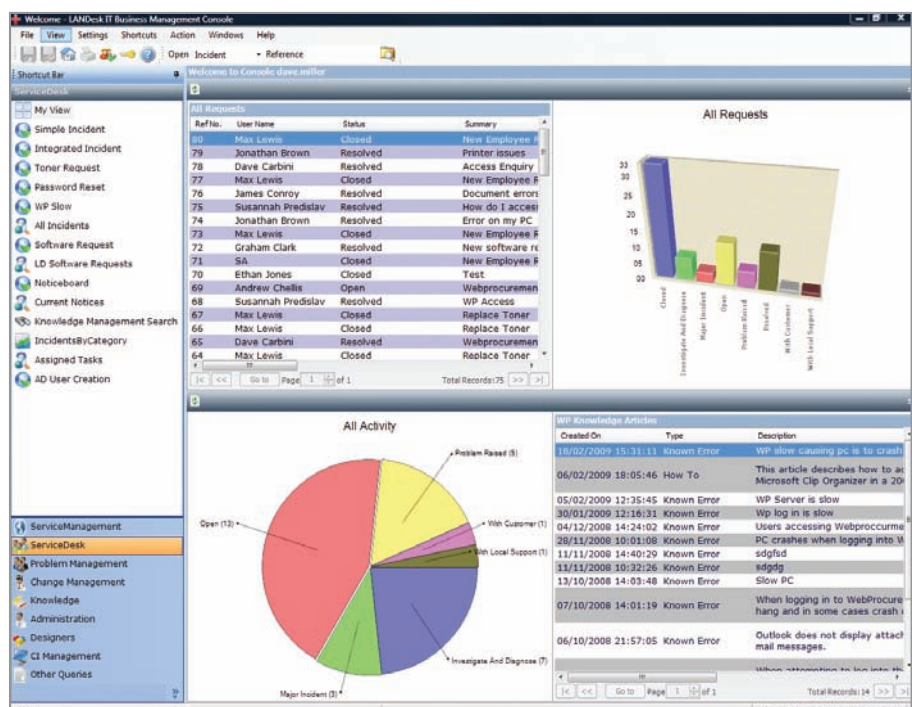 Welcome - LANDesk IT Business Management Console
File View Settings Shortcuts Action Windows Help
Open Incident - Reference
Shortcut Bar
ServiceDesk
My View
Simple Incident
Integrated Incident
Toner Request
Password Reset
WP Slow
All Incidents
Software Request
LD Software Requests
Noticeboard
Current Notices
Knowledge Management Search
IncidentsByCategory
Assigned Tasks
AD User Creation
ServiceManagement
ServiceDesk
Problem Management
Change Management
Knowledge
Administration
Designers
CI Management
Other Queries
Welcome to Console dave.miller
All Requests
Ref No. User Name Status Summary
80 Max Lewis Closed New Employee R
79 Jonathan Brown Resolved Printer issues
78 Dave Carbini Resolved Access Enquiry
77 Max Lewis Closed New Employee R
76 James Conroy Resolved Document errors
75 Susannah Predislav Resolved How do I access
74 Jonathan Brown Resolved Error on my PC
73 Max Lewis Closed New Employee R
72 Graham Clark Resolved New software re
71 SA Closed New Employee R
70 Ethan Jones Closed Test
69 Andrew Chellis Open Webprocuremen
68 Susannah Predislav Resolved WP Access
67 Max Lewis Closed Replace Toner
66 Max Lewis Closed Replace Toner
65 Dave Carbini Resolved Webprocuremen
64 Max Lewis Closed Replace Toner
|< << Go to Page 1 of 1 Total Records:75 >> >|
All Requests
33
30
25
20
15
10
05
00
Closed
Investigate And Diagnose
Major Incident
Open
Problem Raised
Resolved
With Customer
With Local Support
All Activity
Problem Raised (5)
Open (13)
With Customer (1)
With Local Support (1)
Investigate And Diagnose (7)
Major Incident (3)
WP Knowledge Articles
Created On Type Description
18/02/2009 15:31:11 Known Error WP slow causing pc is to crash
06/02/2009 18:05:46 How To This article describes how to ad
Microsoft Clip Organizer in a 200
05/02/2009 12:35:45 Known Error WP Server is slow
30/01/2009 12:16:31 Known Error Wp log in is slow
04/12/2008 14:24:02 Known Error Users accessing Webproccurme
28/11/2008 10:01:08 Known Error PC crashes when logging into W
11/11/2008 14:40:29 Known Error sdgfsd
11/11/2008 10:32:26 Known Error sdgdg
13/10/2008 14:03:48 Known Error Slow PC
07/10/2008 14:01:19 Known Error When logging in to WebProcure
hang and in some cases crash
06/10/2008 21:57:05 Known Error Outlook does not display attach
mail messages.
When attempting to log into th
|< << Go to Page 1 of 1 Total Records:14 >> >|